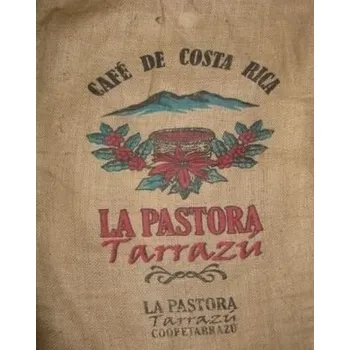 CAFÉ DE COSTA RICA
LA PASTORA
Tarrazú
LA PASTORA
Tarrazú
COOPETARRAZÚ